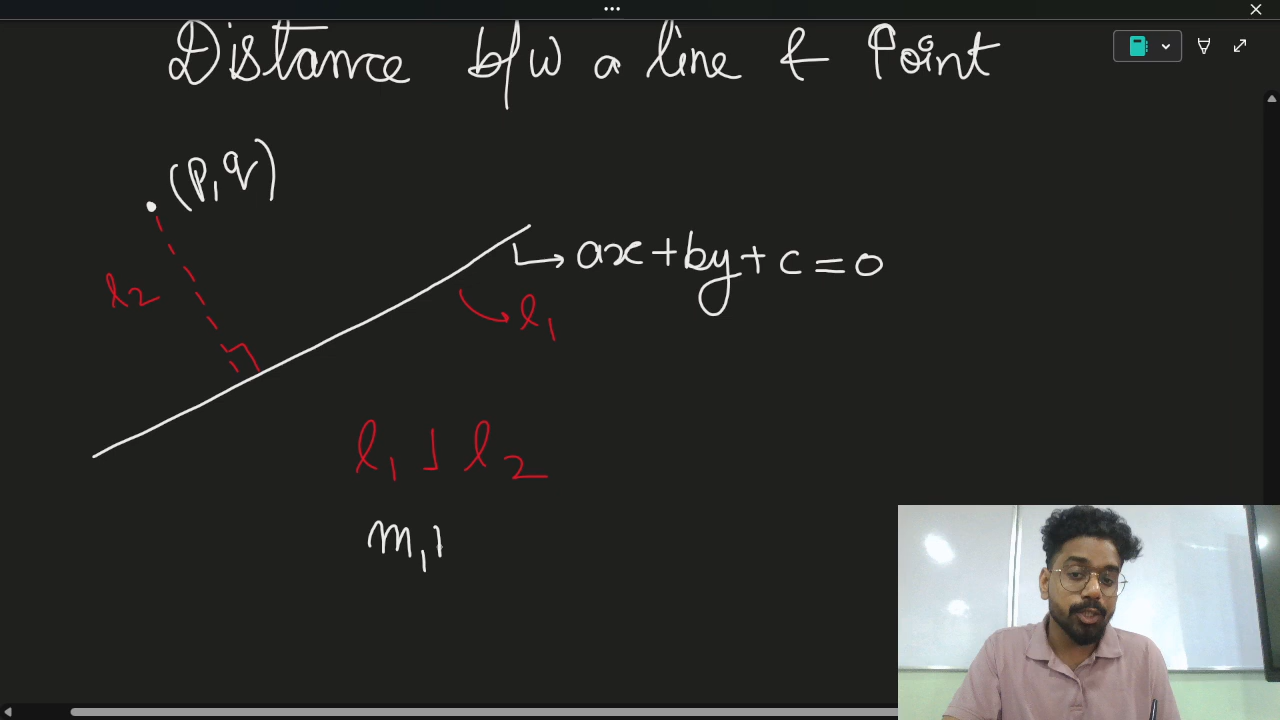 Distance b/w a line & Point
(P,q)
ax+by+c=0
l2
l1
l1 ⊥ l2
m1